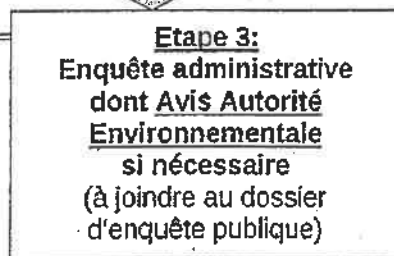 Etape 3:
Enquête administrative
dont Avis Autorité
Environnementale
si nécessaire
(à joindre au dossier
d'enquête publique)